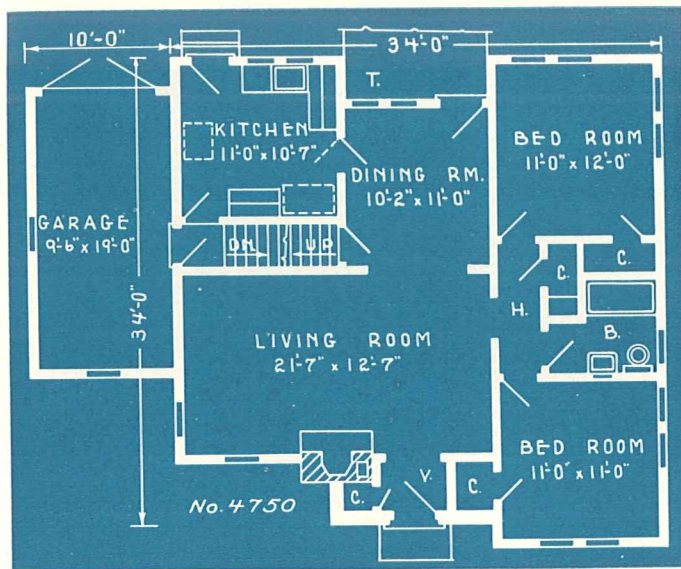 10'-0"
34'-0"
T.
KITCHEN
11'-0" x 10'-7"
BED ROOM
11'-0" x 12'-0"
DINING RM.
10'-2" x 11'-0"
GARAGE
9'-6" x 19'-0"
DN.
UP
C.
C.
34'-0"
H.
LIVING ROOM
21'-7" x 12'-7"
B.
BED ROOM
11'-0" x 11'-0"
V.
C.
C.
No. 4750